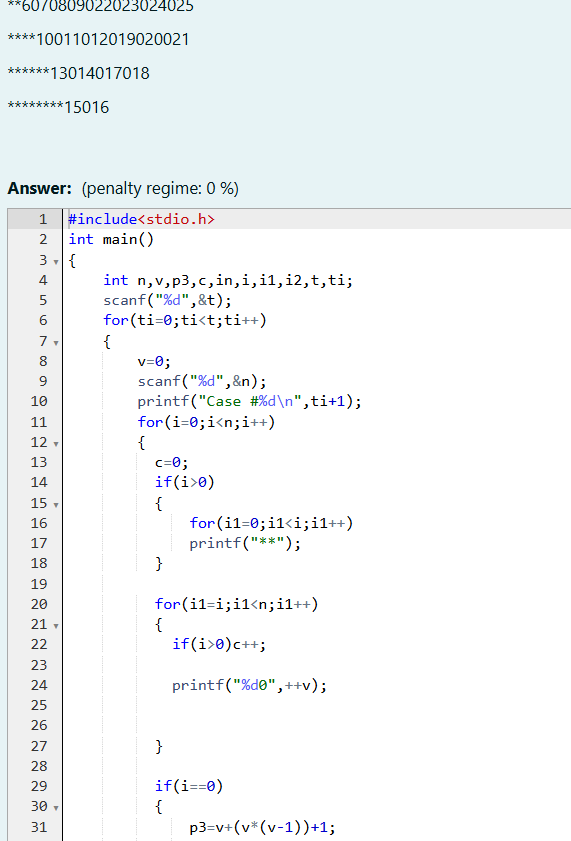 **6070809022023024025
****10011012019020021
******13014017018
********15016
Answer: (penalty regime: 0 %)
1 #include<stdio.h>
2 int main()
3 {
4 int n,v,p3,c,in,i,i1,i2,t,ti;
5 scanf("%d",&t);
6 for(ti=0;ti<t;ti++)
7 {
8 v=0;
9 scanf("%d",&n);
10 printf("Case #%d\n",ti+1);
11 for(i=0;i<n;i++)
12 {
13 c=0;
14 if(i>0)
15 {
16 for(i1=0;i1<i;i1++)
17 printf("**");
18 }
19
20 for(i1=i;i1<n;i1++)
21 {
22 if(i>0)c++;
23
24 printf("%d0",++v);
25
26
27 }
28
29 if(i==0)
30 {
31 p3=v+(v*(v-1))+1;